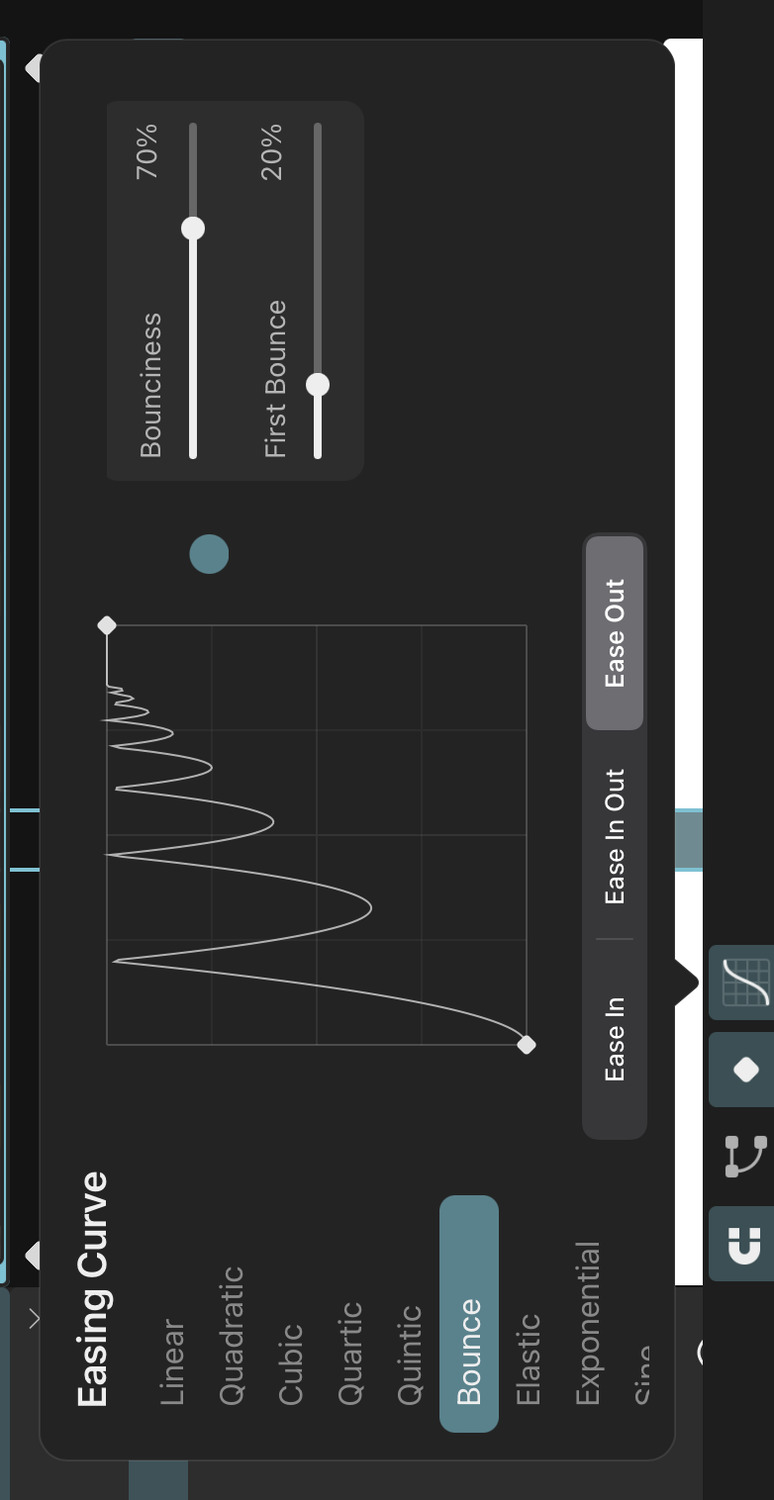 Easing Curve
Linear
Quadratic
Cubic
Quartic
Quintic
Bounce
Elastic
Exponential
Sine
Bounciness 70%
First Bounce 20%
Ease In Ease In Out Ease Out